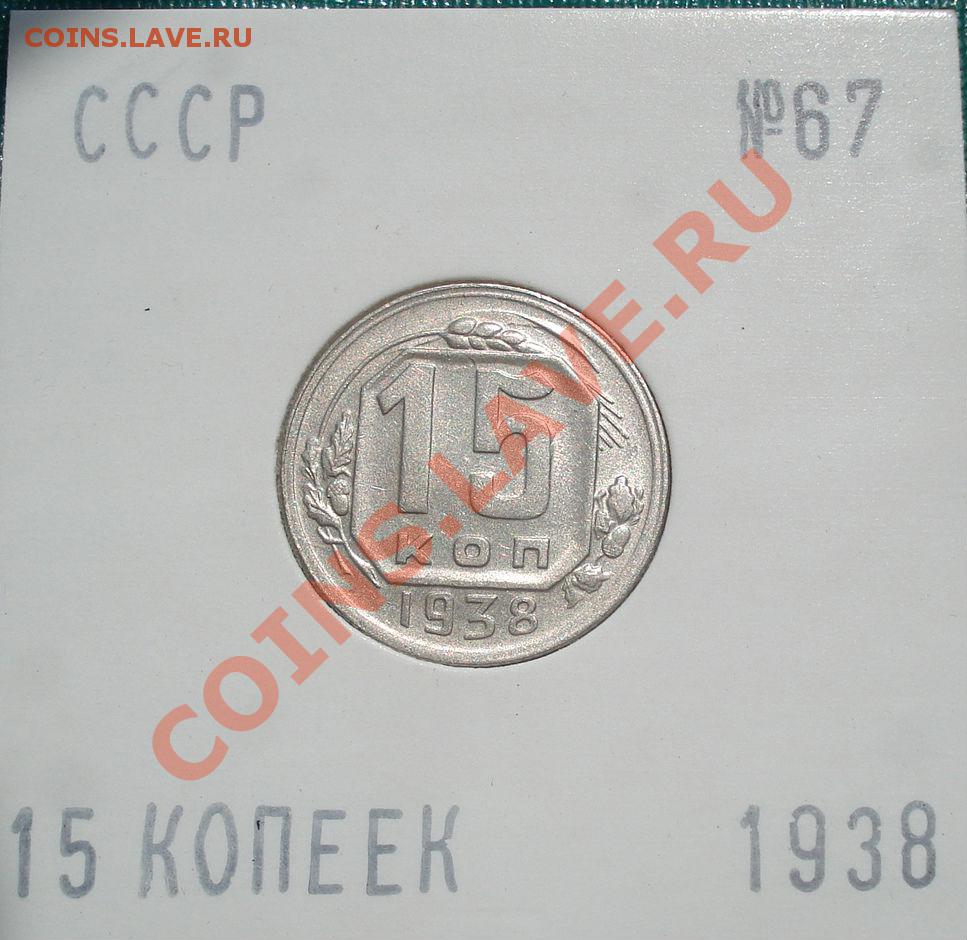 COINS.LAVE.RU
СССР №67
COINS.LAVE.RU
15
КОП
1938
15 КОПЕЕК 1938